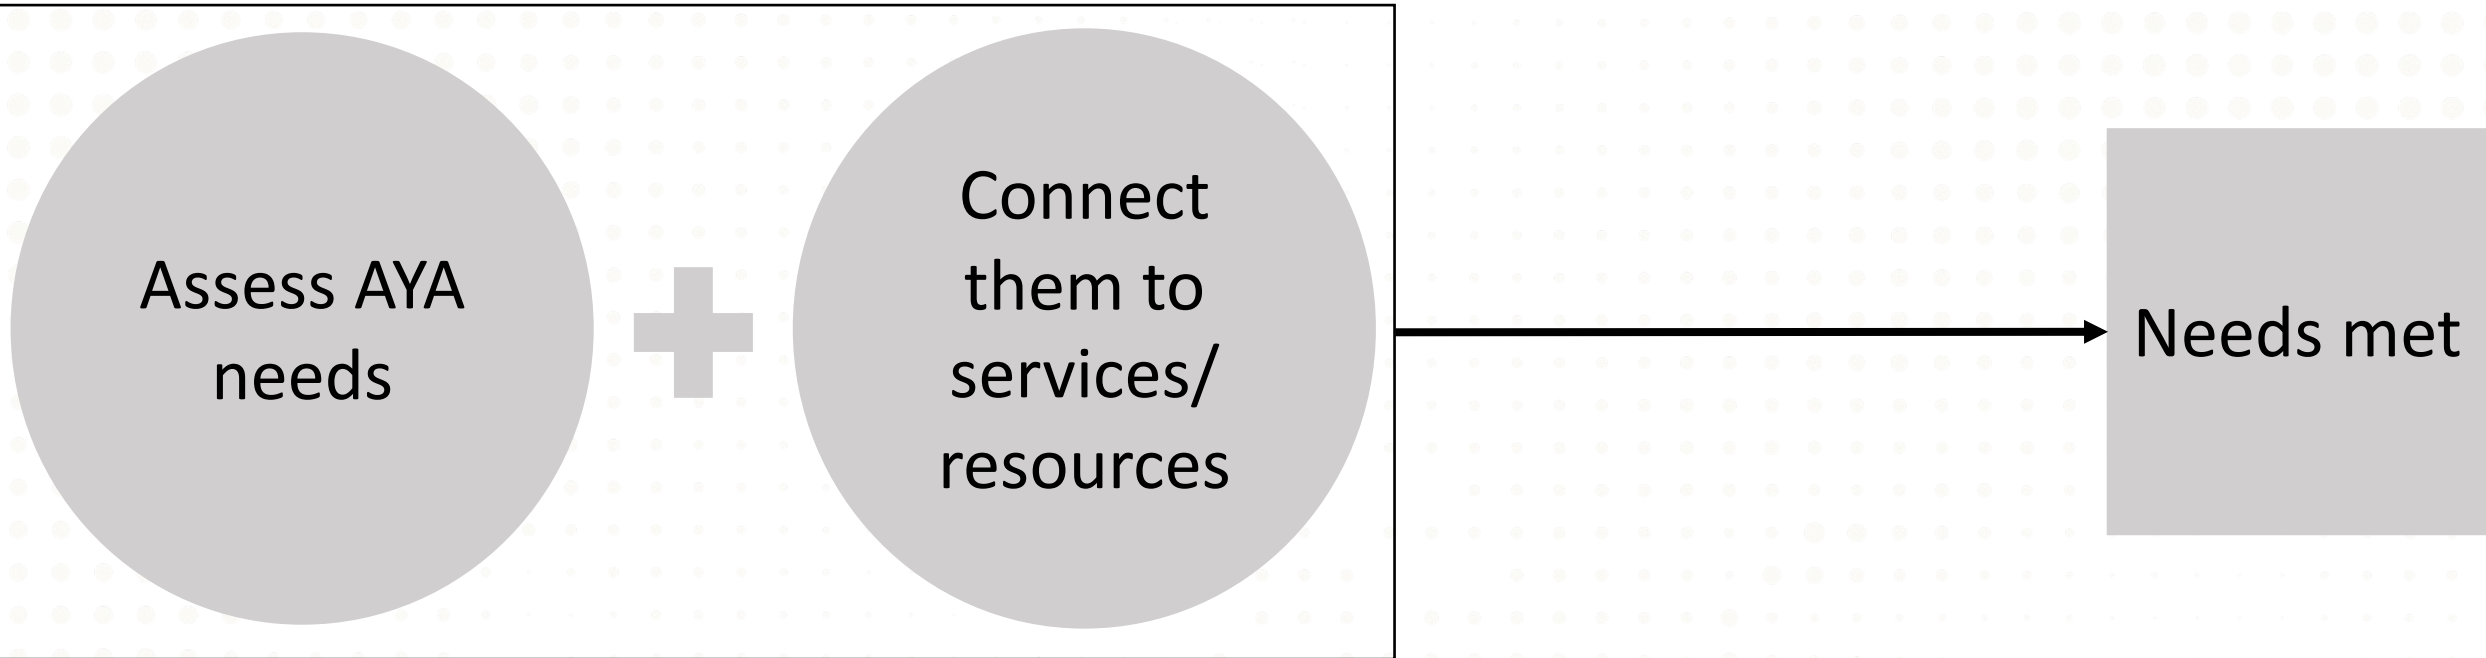 Assess AYA
needs
Connect
them to
services/
resources
Needs met